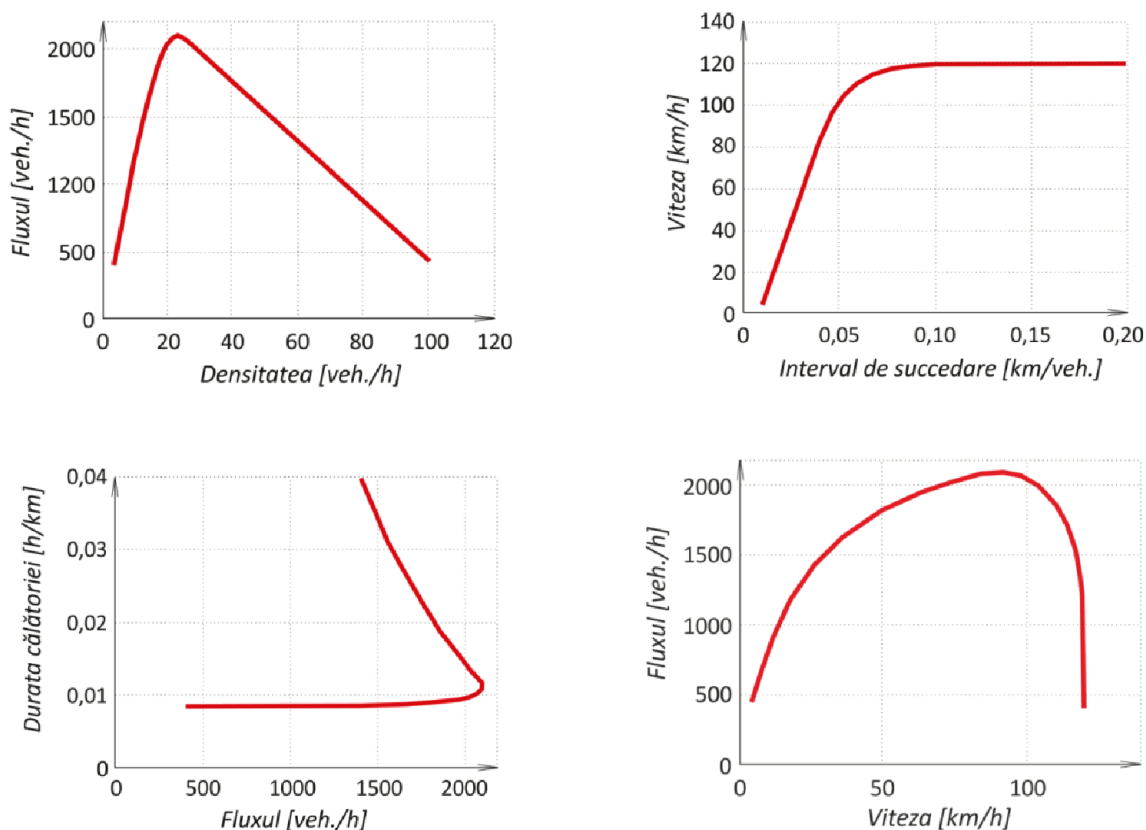 2000
1500
1200
500
0
Fluxul [veh./h]
0 20 40 60 80 100 120
Densitatea [veh./h]
140
120
100
80
60
40
20
0
Viteza [km/h]
0 0,05 0,10 0,15 0,20
Interval de succedare [km/veh.]
0,04
0,03
0,02
0,01
0
Durata călătoriei [h/km]
0 500 1000 1500 2000
Fluxul [veh./h]
2000
1500
1000
500
0
Fluxul [veh./h]
0 50 100
Viteza [km/h]